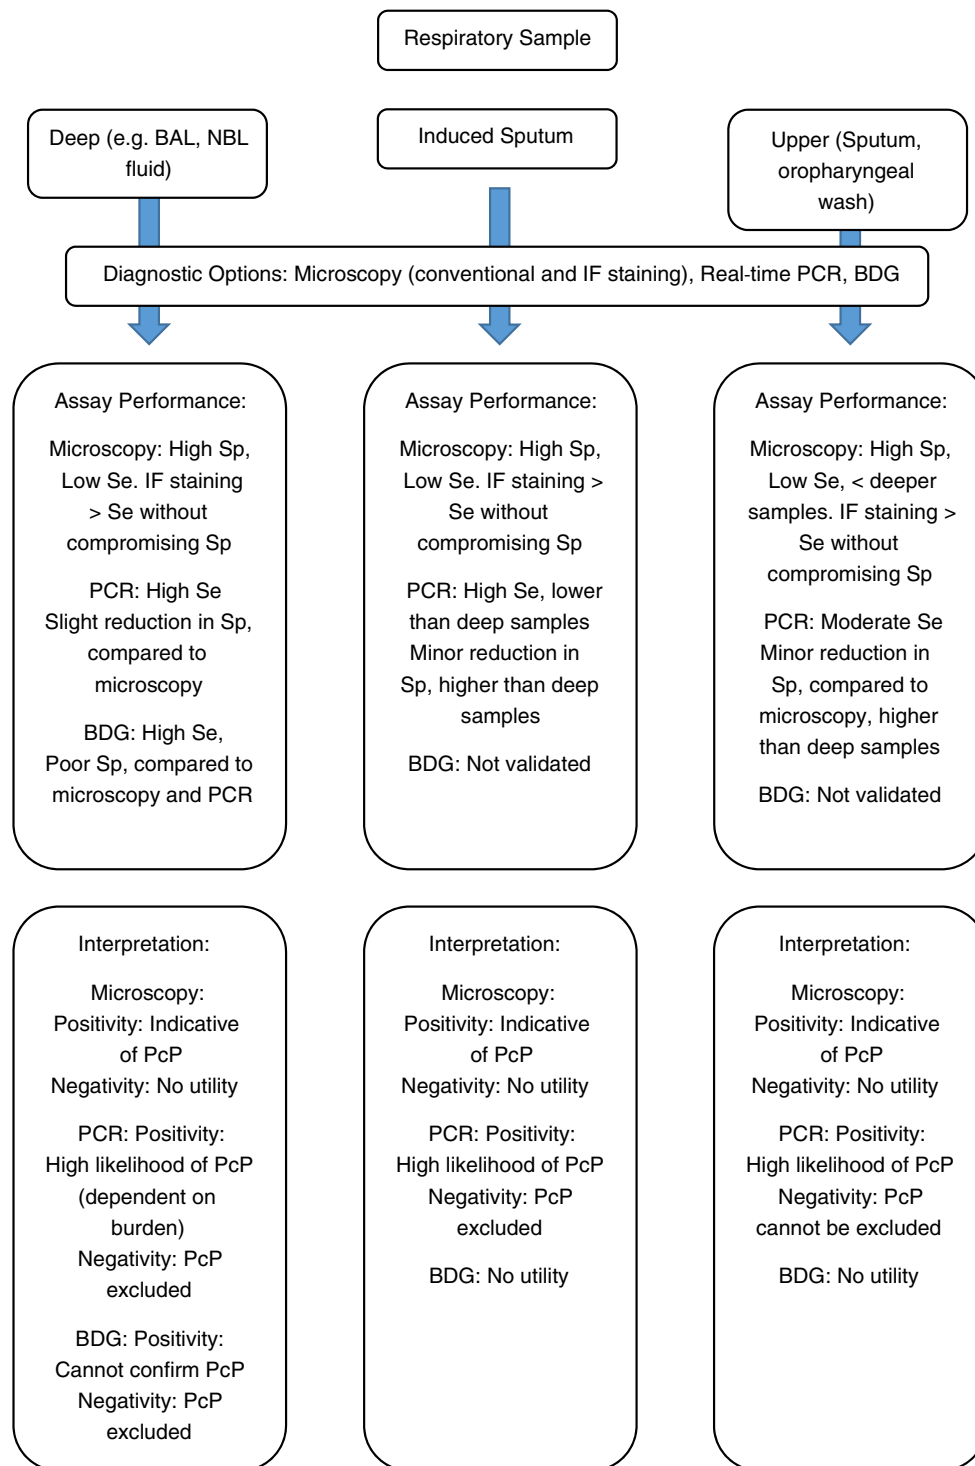 Respiratory Sample
Deep (e.g. BAL, NBL
fluid)
Induced Sputum
Upper (Sputum,
oropharyngeal
wash)
Diagnostic Options: Microscopy (conventional and IF staining), Real-time PCR, BDG
Assay Performance:
Microscopy: High Sp,
Low Se. IF staining
> Se without
compromising Sp
PCR: High Se
Slight reduction in Sp,
compared to
microscopy
BDG: High Se,
Poor Sp, compared to
microscopy and PCR
Assay Performance:
Microscopy: High Sp,
Low Se. IF staining >
Se without
compromising Sp
PCR: High Se, lower
than deep samples
Minor reduction in
Sp, higher than deep
samples
BDG: Not validated
Assay Performance:
Microscopy: High Sp,
Low Se, < deeper
samples. IF staining >
Se without
compromising Sp
PCR: Moderate Se
Minor reduction in
Sp, compared to
microscopy, higher
than deep samples
BDG: Not validated
Interpretation:
Microscopy:
Positivity: Indicative
of PcP
Negativity: No utility
PCR: Positivity:
High likelihood of PcP
(dependent on
burden)
Negativity: PcP
excluded
BDG: Positivity:
Cannot confirm PcP
Negativity: PcP
excluded
Interpretation:
Microscopy:
Positivity: Indicative
of PcP
Negativity: No utility
PCR: Positivity:
High likelihood of PcP
Negativity: PcP
excluded
BDG: No utility
Interpretation:
Microscopy:
Positivity: Indicative
of PcP
Negativity: No utility
PCR: Positivity:
High likelihood of PcP
Negativity: PcP
cannot be excluded
BDG: No utility